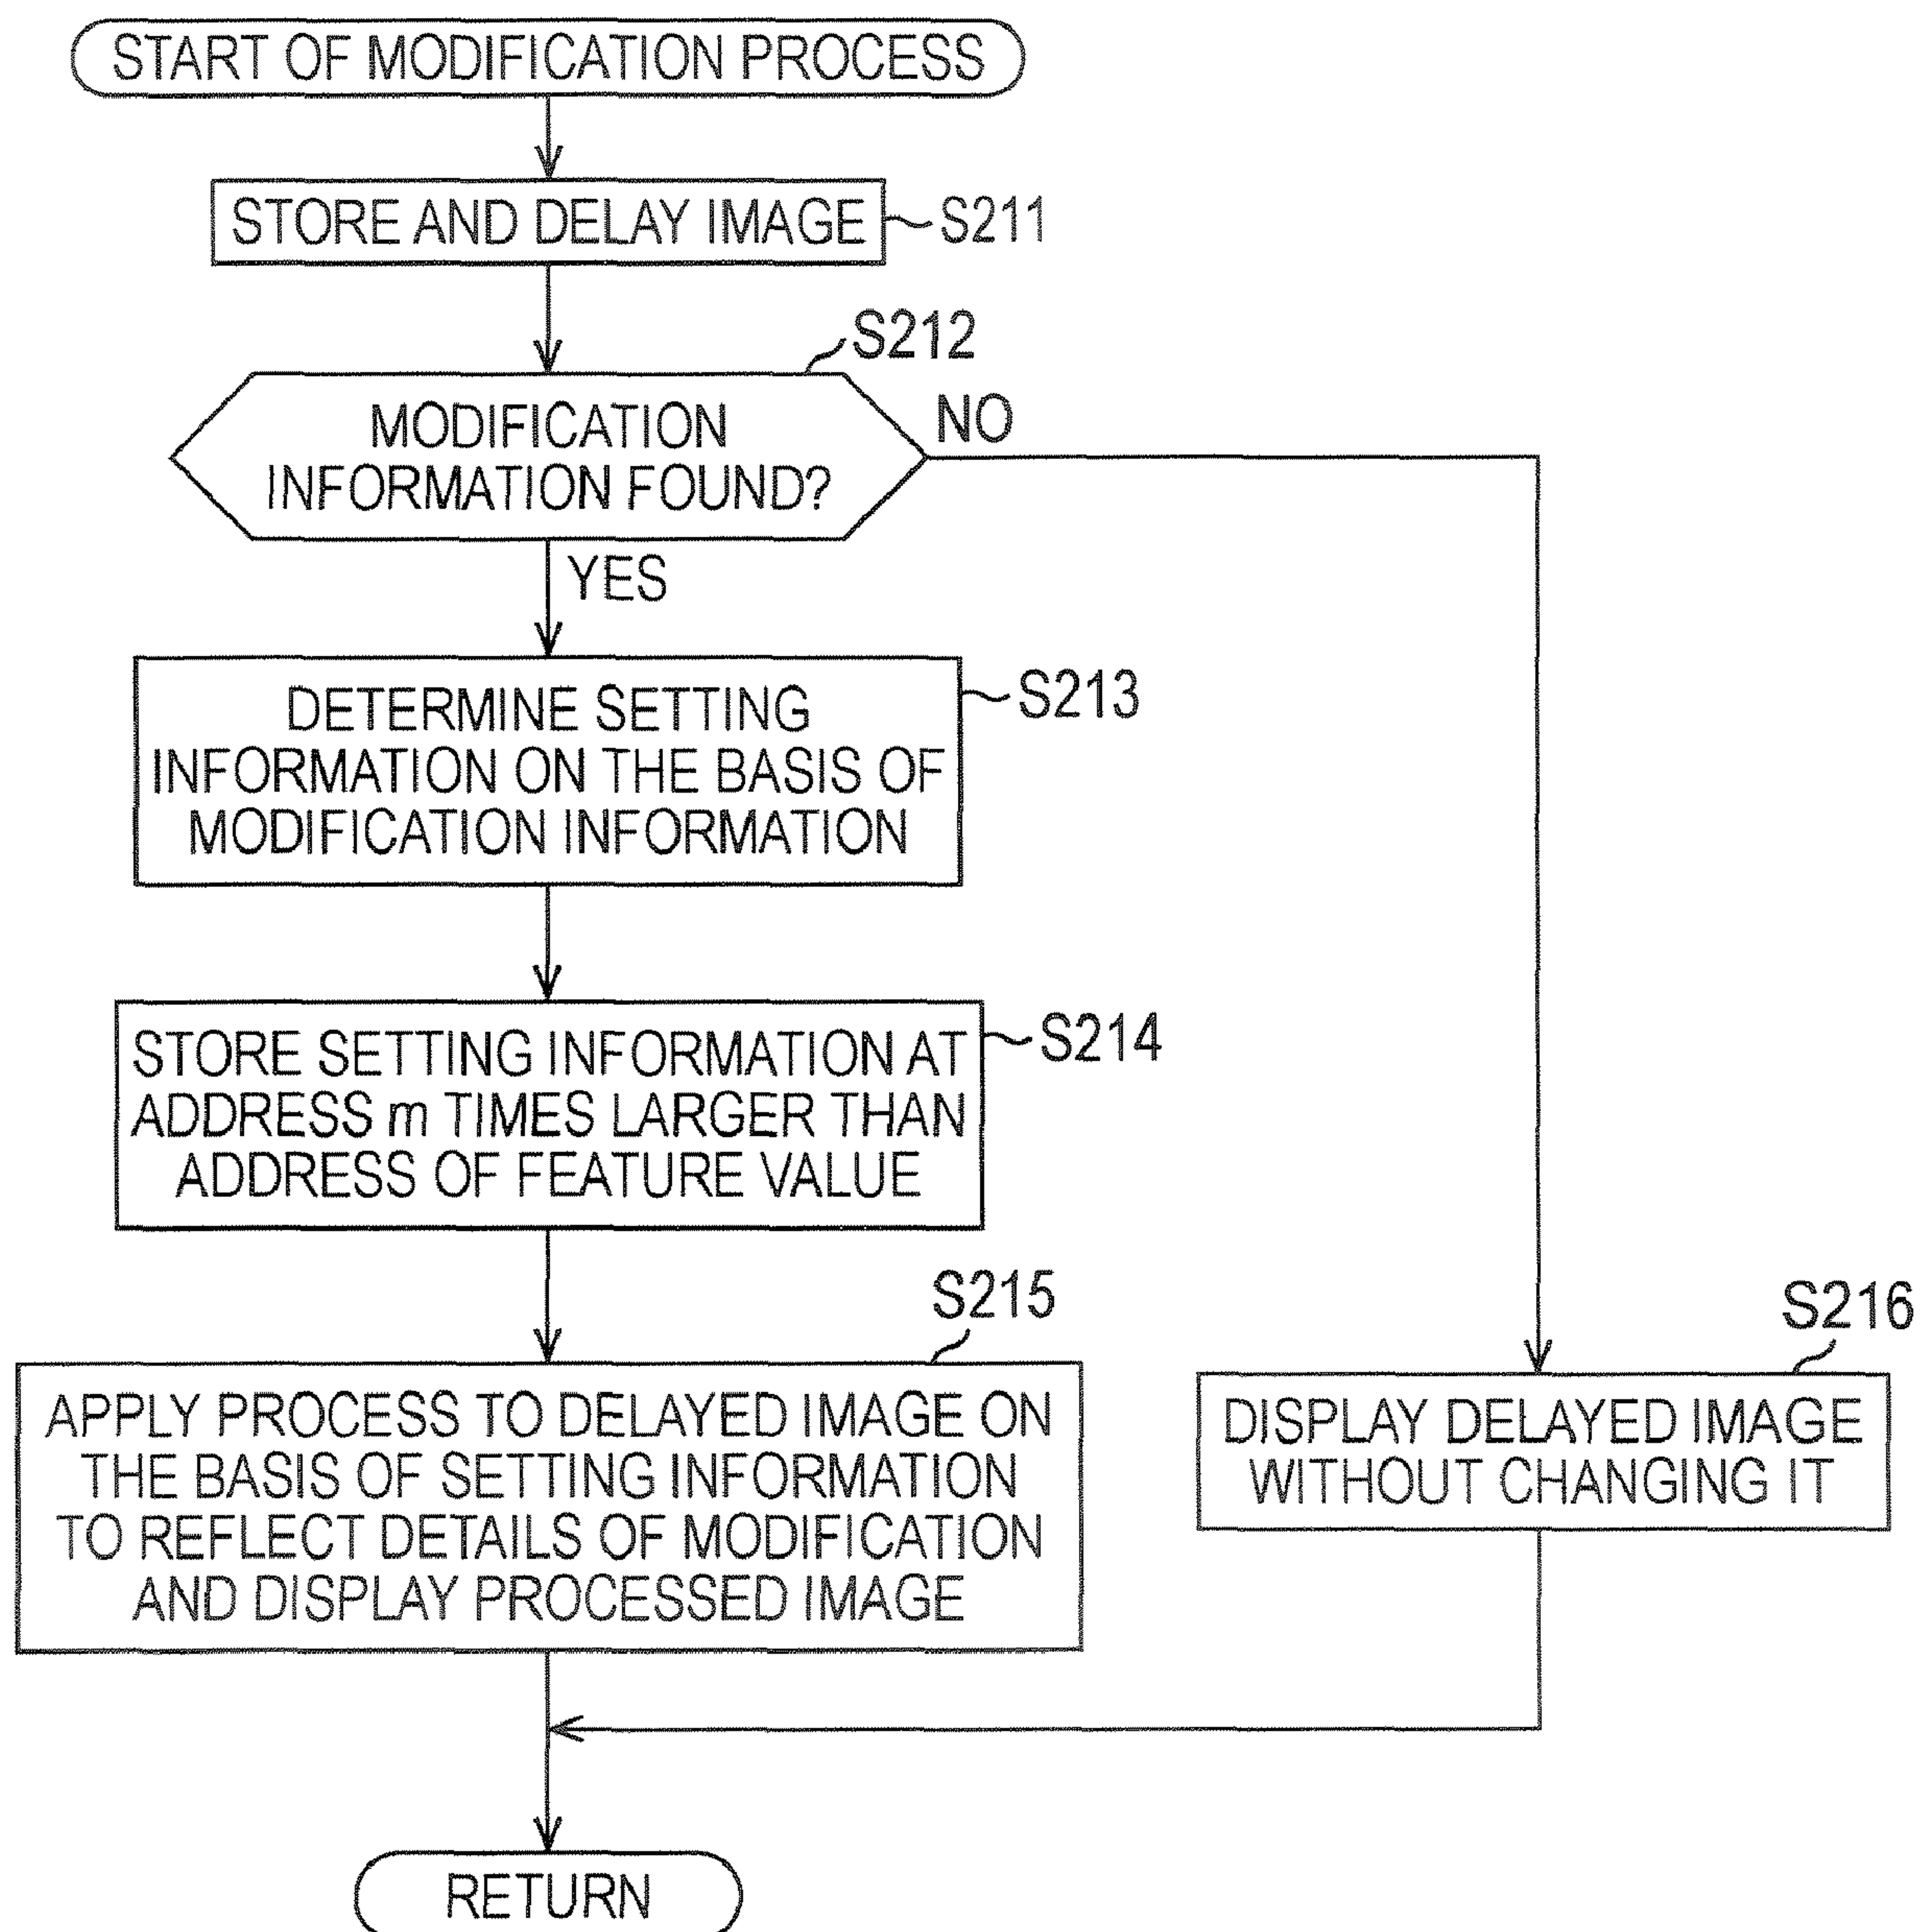 START OF MODIFICATION PROCESS
STORE AND DELAY IMAGE
S211
S212
MODIFICATION
INFORMATION FOUND?
NO
YES
DETERMINE SETTING
INFORMATION ON THE BASIS OF
MODIFICATION INFORMATION
S213
STORE SETTING INFORMATION AT
ADDRESS m TIMES LARGER THAN
ADDRESS OF FEATURE VALUE
S214
S215
APPLY PROCESS TO DELAYED IMAGE ON
THE BASIS OF SETTING INFORMATION
TO REFLECT DETAILS OF MODIFICATION
AND DISPLAY PROCESSED IMAGE
S216
DISPLAY DELAYED IMAGE
WITHOUT CHANGING IT
RETURN